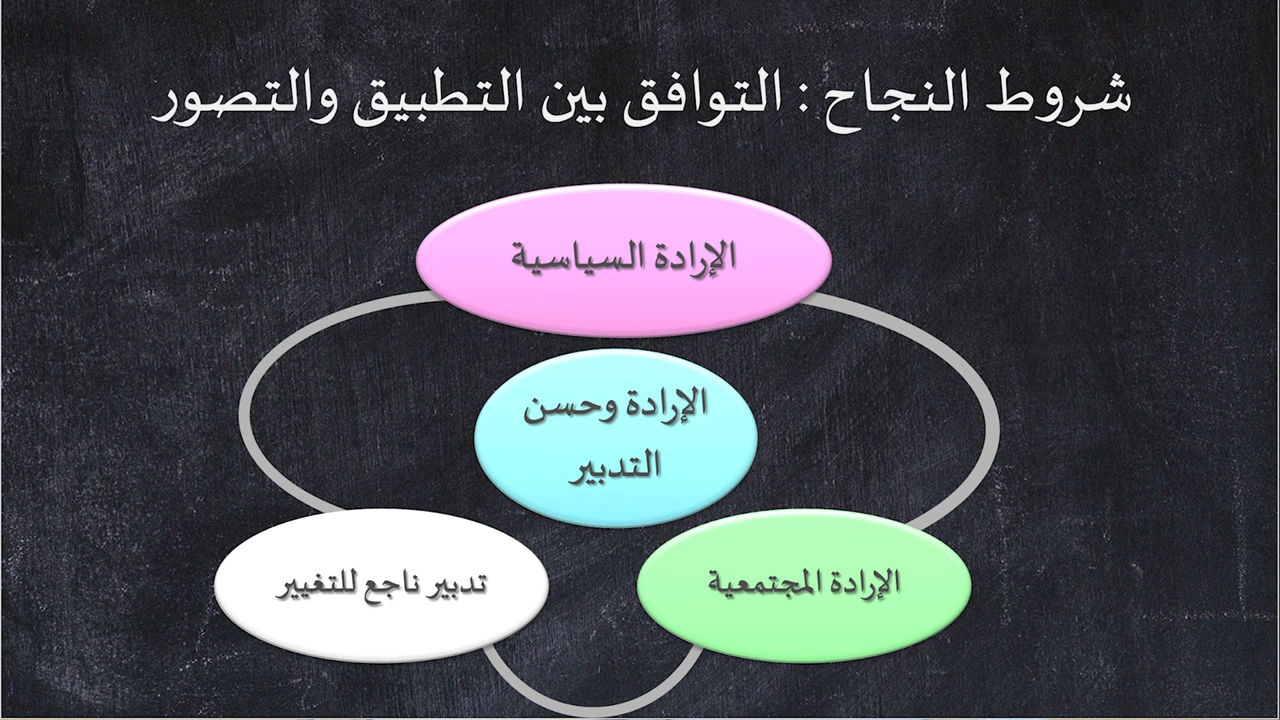 شروط النجاح : التوافق بين التطبيق والتصور
الإرادة السياسية
الإرادة وحسن
التدبير
الإرادة المجتمعية
تدبير ناجع للتغيير